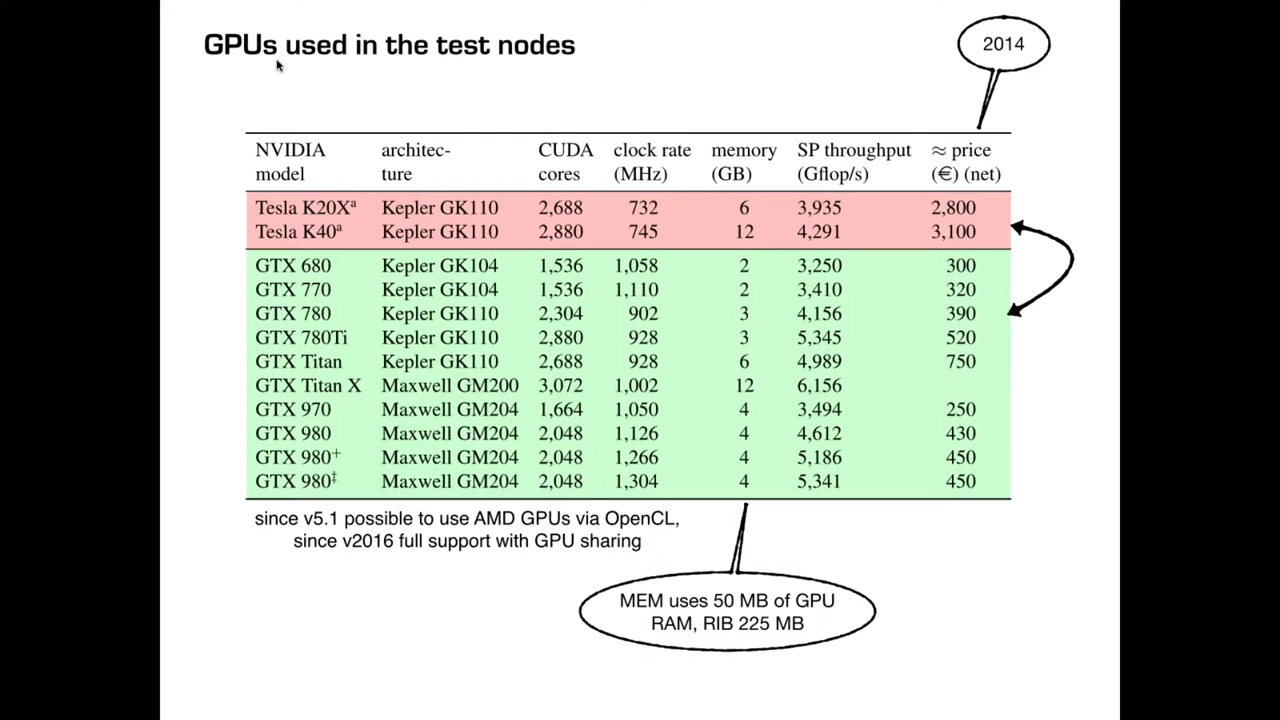 GPUs used in the test nodes
2014
NVIDIA model architec- ture CUDA cores clock rate (MHz) memory (GB) SP throughput (Gflop/s) ≈ price (€) (net)
Tesla K20Xᵃ Kepler GK110 2,688 732 6 3,935 2,800
Tesla K40ᵃ Kepler GK110 2,880 745 12 4,291 3,100
GTX 680 Kepler GK104 1,536 1,058 2 3,250 300
GTX 770 Kepler GK104 1,536 1,110 2 3,410 320
GTX 780 Kepler GK110 2,304 902 3 4,156 390
GTX 780Ti Kepler GK110 2,880 928 3 5,345 520
GTX Titan Kepler GK110 2,688 928 6 4,989 750
GTX Titan X Maxwell GM200 3,072 1,002 12 6,156
GTX 970 Maxwell GM204 1,664 1,050 4 3,494 250
GTX 980 Maxwell GM204 2,048 1,126 4 4,612 430
GTX 980⁺ Maxwell GM204 2,048 1,266 4 5,186 450
GTX 980‡ Maxwell GM204 2,048 1,304 4 5,341 450
since v5.1 possible to use AMD GPUs via OpenCL,
since v2016 full support with GPU sharing
MEM uses 50 MB of GPU
RAM, RIB 225 MB